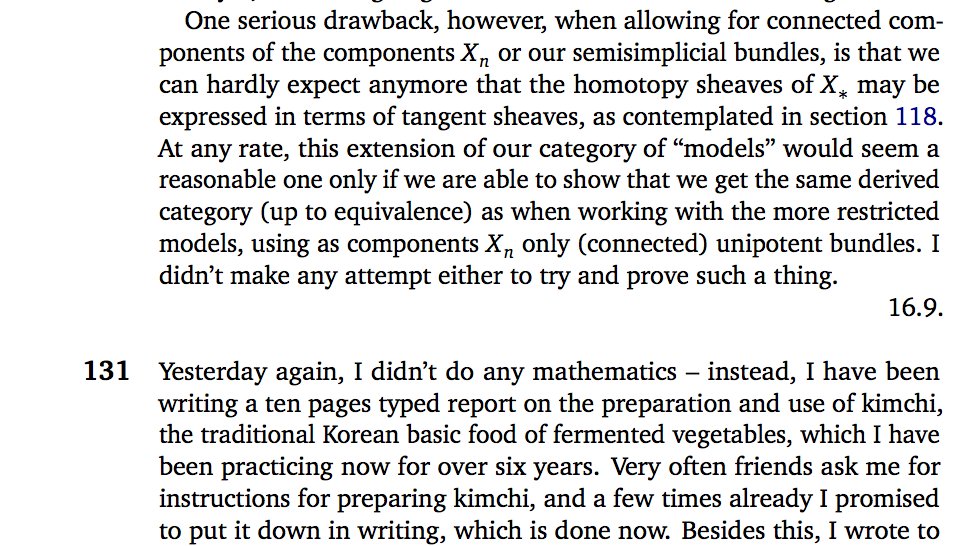 One serious drawback, however, when allowing for connected com-
ponents of the components Xₙ or our semisimplicial bundles, is that we
can hardly expect anymore that the homotopy sheaves of X∗ may be
expressed in terms of tangent sheaves, as contemplated in section 118.
At any rate, this extension of our category of “models” would seem a
reasonable one only if we are able to show that we get the same derived
category (up to equivalence) as when working with the more restricted
models, using as components Xₙ only (connected) unipotent bundles. I
didn’t make any attempt either to try and prove such a thing.
16.9.
131 Yesterday again, I didn’t do any mathematics – instead, I have been
writing a ten pages typed report on the preparation and use of kimchi,
the traditional Korean basic food of fermented vegetables, which I have
been practicing now for over six years. Very often friends ask me for
instructions for preparing kimchi, and a few times already I promised
to put it down in writing, which is done now. Besides this, I wrote to